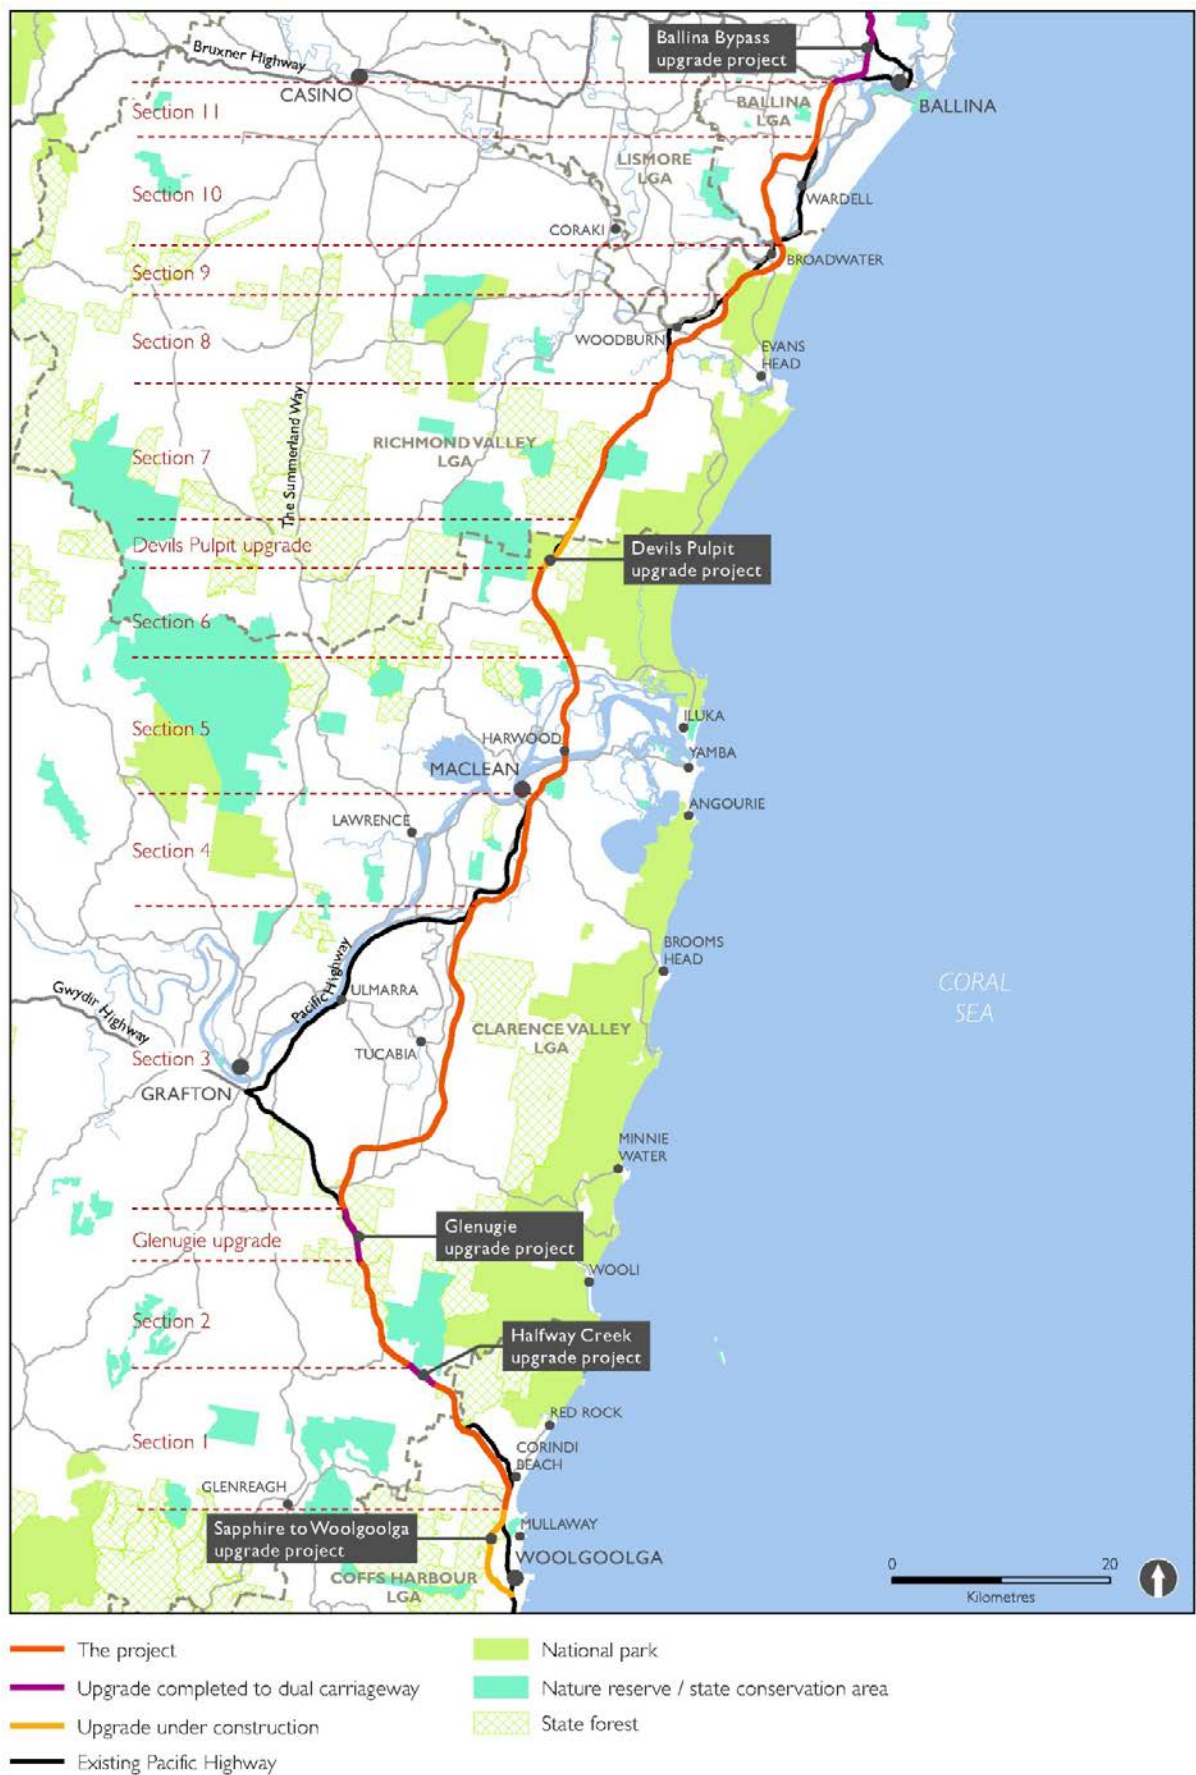 Ballina Bypass
upgrade project
Bruxner Highway
CASINO
BALLINA
Section 11
BALLINA
LGA
LISMORE
LGA
Section 10
WARDELL
CORAKI
BROADWATER
Section 9
WOODBURN
Section 8
EVANS
HEAD
The Summerland Way
RICHMOND VALLEY
LGA
Section 7
Devils Pulpit upgrade
Devils Pulpit
upgrade project
Section 6
ILUKA
Section 5
HARWOOD
YAMBA
MACLEAN
ANGOURIE
LAWRENCE
Section 4
BROOMS
HEAD
Pacific Highway
CORAL
SEA
Gwydir Highway
ULMARRA
CLARENCE VALLEY
LGA
TUCABIA
Section 3
GRAFTON
MINNIE
WATER
Glenugie upgrade
Glenugie
upgrade project
WOOLI
Section 2
Halfway Creek
upgrade project
RED ROCK
Section 1
CORINDI
BEACH
GLENREAGH
Sapphire to Woolgoolga
upgrade project
MULLAWAY
WOOLGOOLGA
COFFS HARBOUR
LGA
0 20
Kilometres
The project
Upgrade completed to dual carriageway
Upgrade under construction
Existing Pacific Highway
National park
Nature reserve / state conservation area
State forest